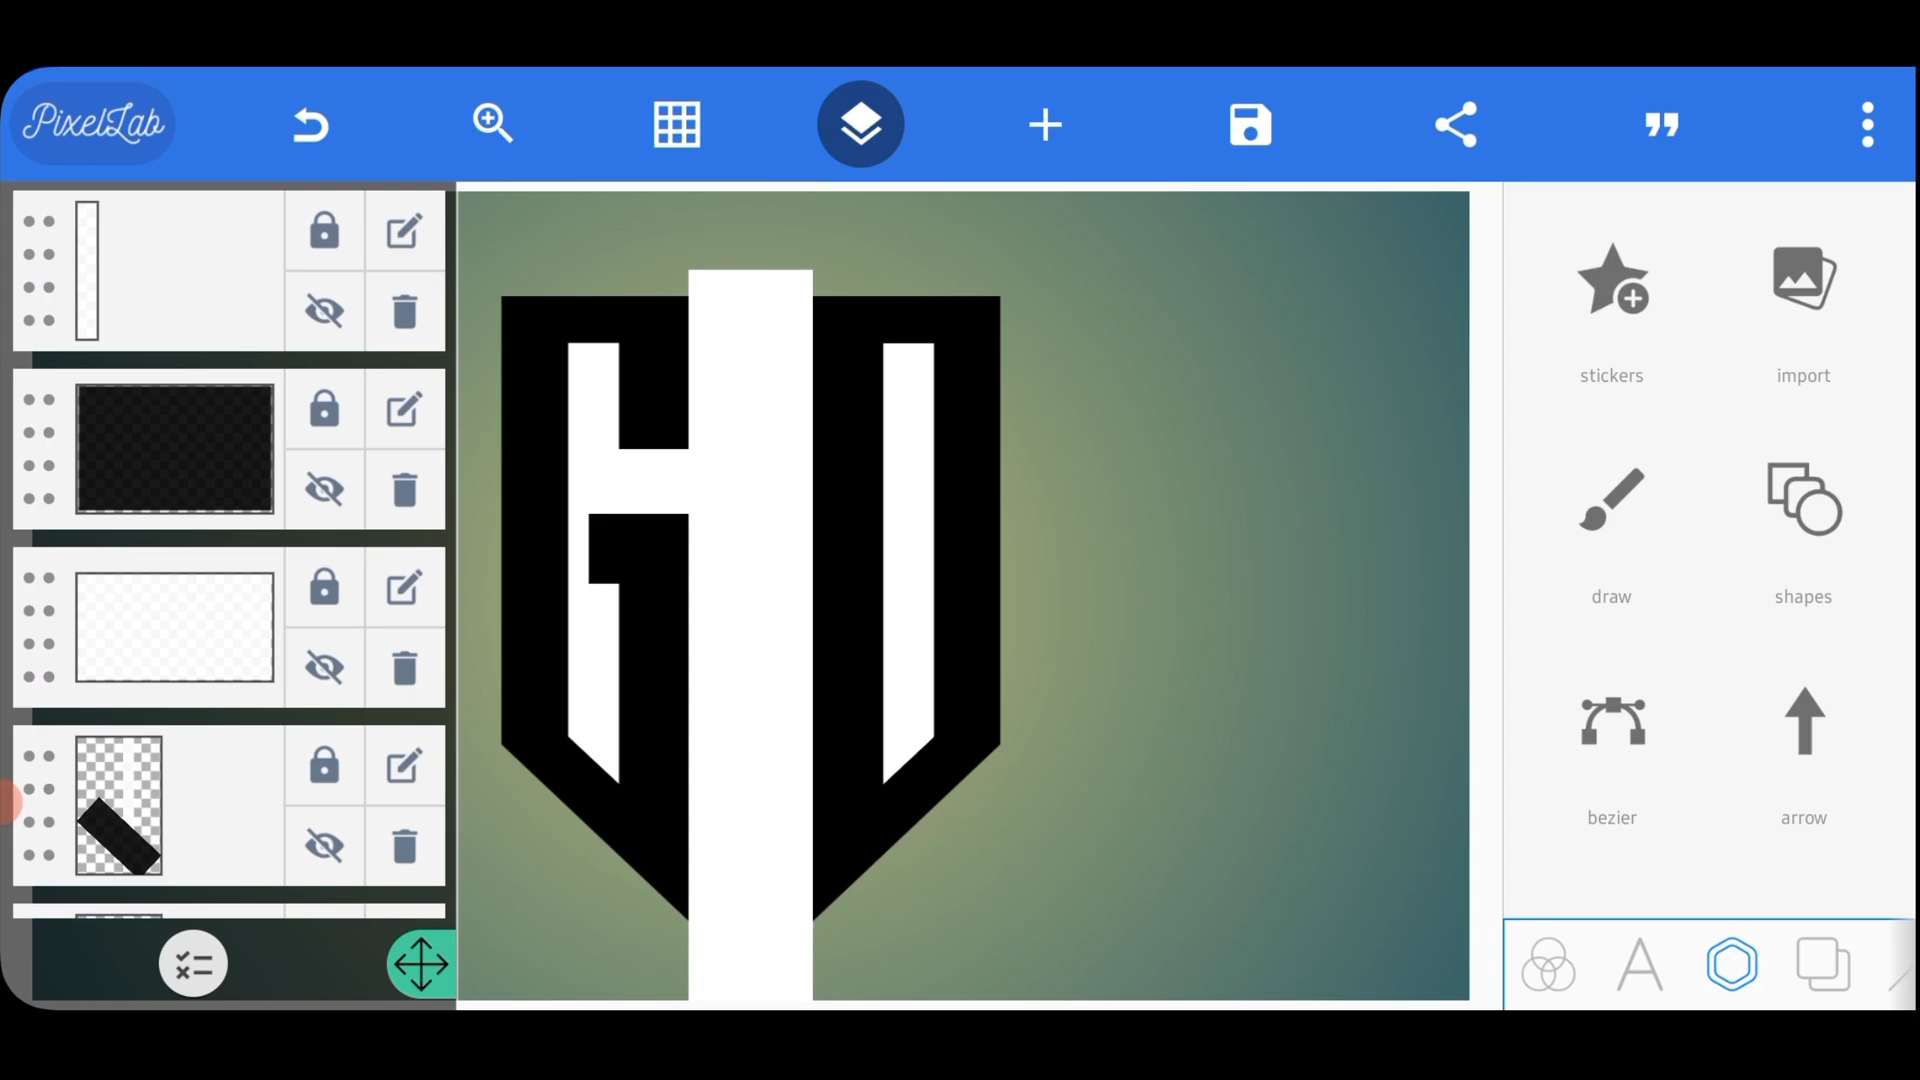 PixelLab
stickers
import
draw
shapes
bezier
arrow